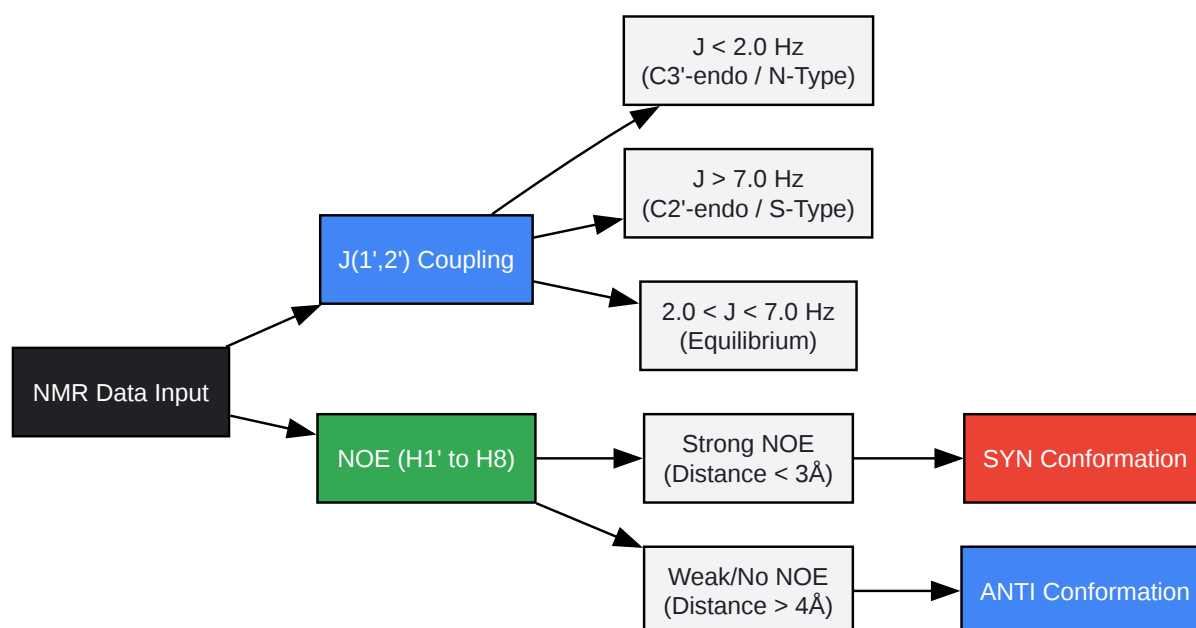 J < 2.0 Hz
(C3'-endo / N-Type)
J > 7.0 Hz
(C2'-endo / S-Type)
J(1',2') Coupling
2.0 < J < 7.0 Hz
(Equilibrium)
NMR Data Input
NOE (H1' to H8)
Strong NOE
(Distance < 3Å)
SYN Conformation
Weak/No NOE
(Distance > 4Å)
ANTI Conformation